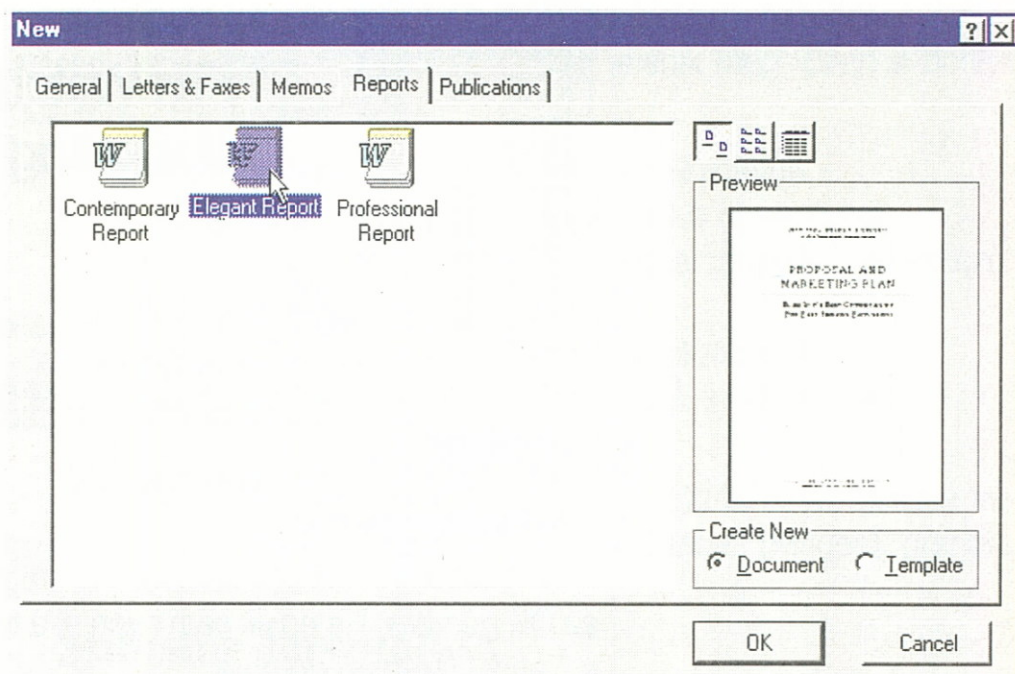 New
General
Letters & Faxes
Memos
Reports
Publications
Contemporary
Report
Elegant Report
Professional
Report
Preview
PROPOSAL AND
MARKETING PLAN
Create New
Document
Template
OK
Cancel